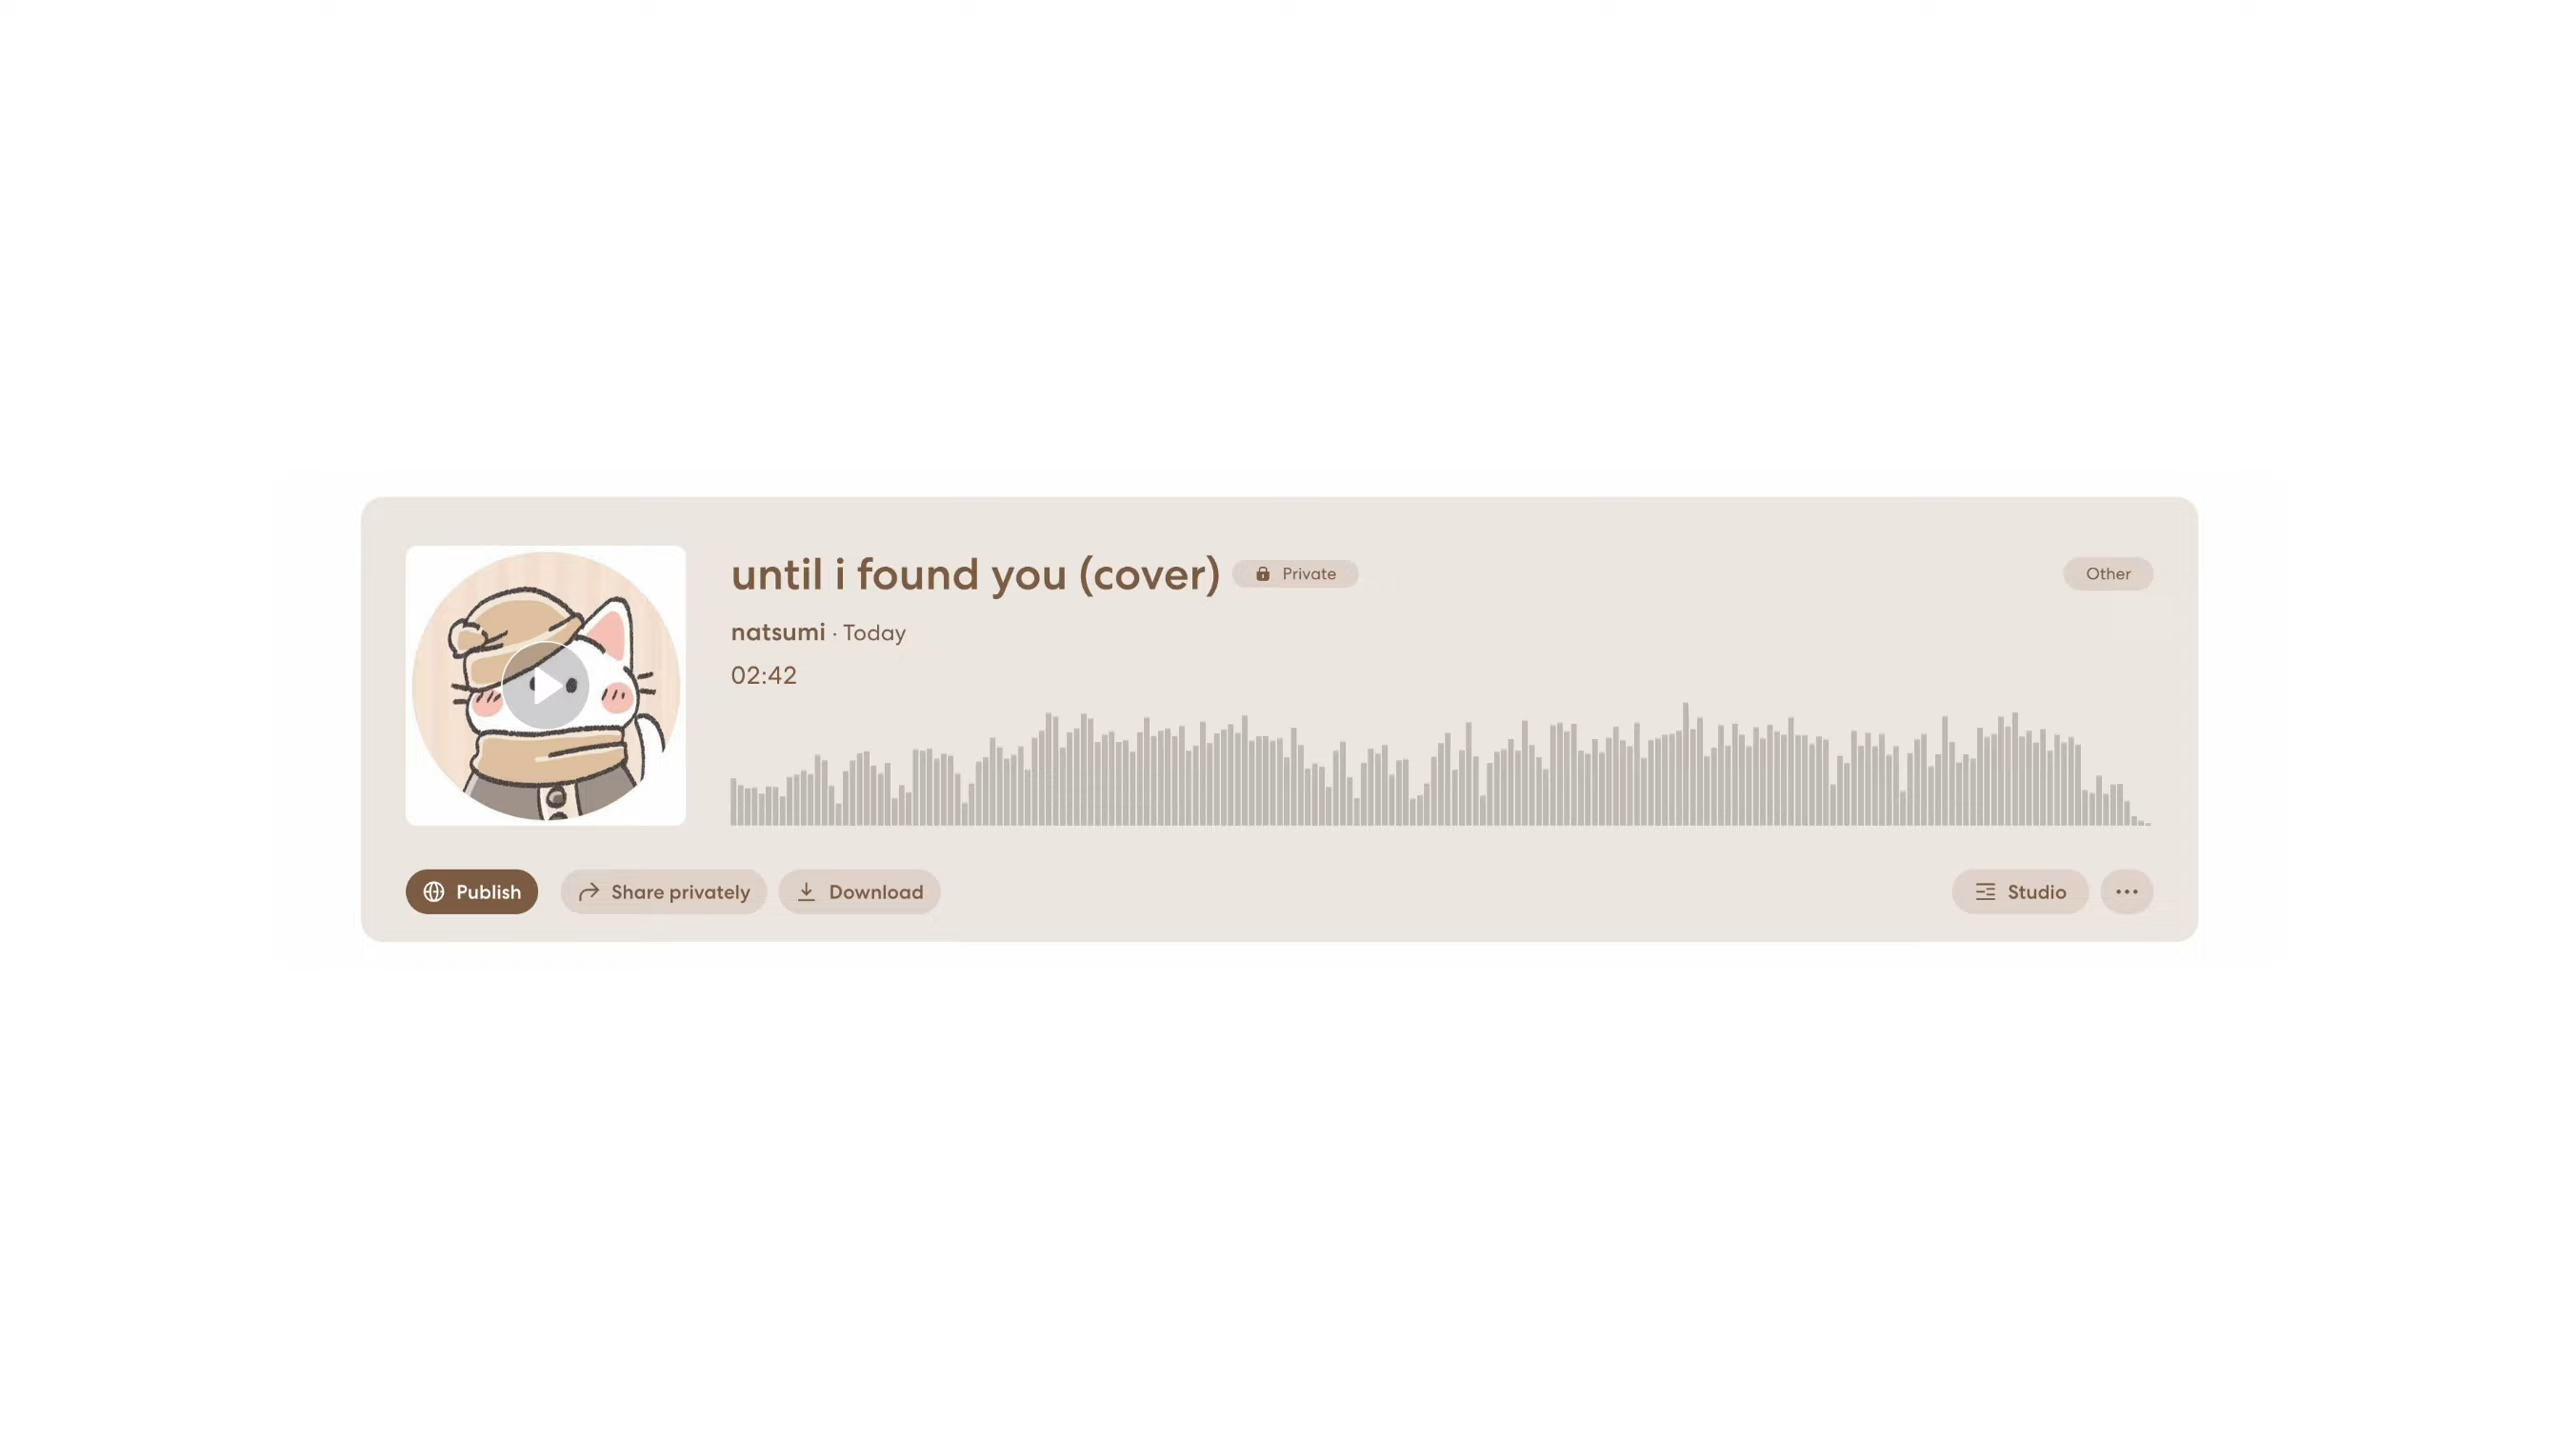 until i found you (cover) Private Other
natsumi · Today
02:42
Publish Share privately Download Studio